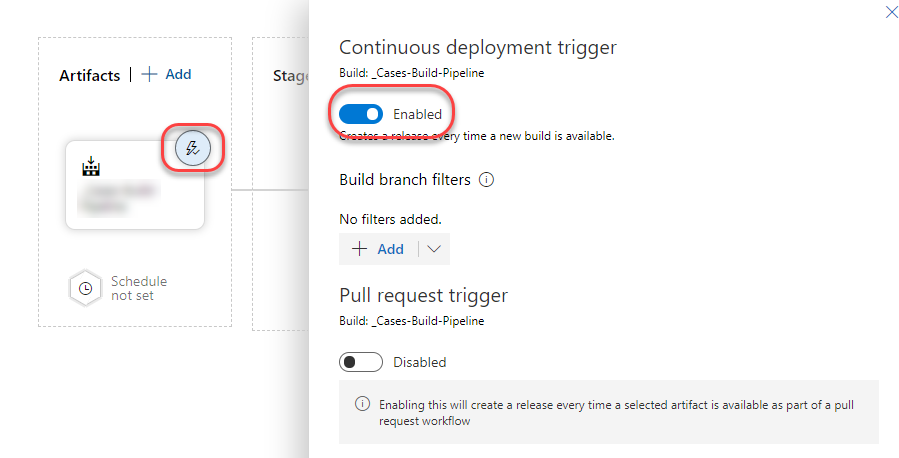 Artifacts
Add
Stag
Schedule
not set
Continuous deployment trigger
Build: _Cases-Build-Pipeline
Enabled
Creates a release every time a new build is available.
Build branch filters
No filters added.
Add
Pull request trigger
Build: _Cases-Build-Pipeline
Disabled
Enabling this will create a release every time a selected artifact is available as part of a pull
request workflow